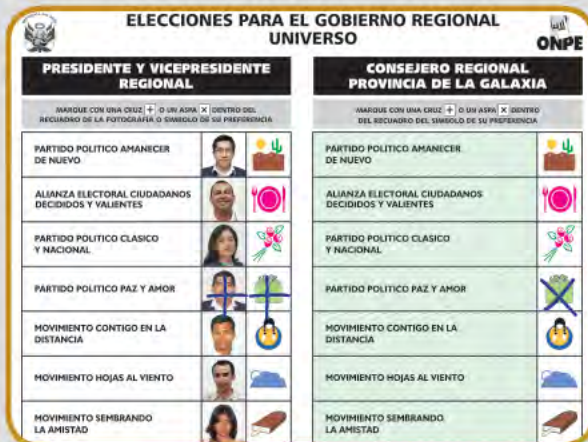 ELECCIONES PARA EL GOBIERNO REGIONAL
UNIVERSO
ONPE
PRESIDENTE Y VICEPRESIDENTE
REGIONAL
MARQUE CON UNA CRUZ + O UN ASPA X DENTRO DEL
RECUADRO DE LA FOTOGRAFIA O SIMBOLO DE SU PREFERENCIA
PARTIDO POLITICO AMANECER
DE NUEVO
ALIANZA ELECTORAL CIUDADANOS
DECIDIDOS Y VALIENTES
PARTIDO POLITICO CLASICO
Y NACIONAL
PARTIDO POLITICO PAZ Y AMOR
MOVIMIENTO CONTIGO EN LA
DISTANCIA
MOVIMIENTO HOJAS AL VIENTO
MOVIMIENTO SEMBRANDO
LA AMISTAD
CONSEJERO REGIONAL
PROVINCIA DE LA GALAXIA
MARQUE CON UNA CRUZ + O UN ASPA X DENTRO
DEL RECUADRO DEL SIMBOLO DE SU PREFERENCIA
PARTIDO POLITICO AMANECER
DE NUEVO
ALIANZA ELECTORAL CIUDADANOS
DECIDIDOS Y VALIENTES
PARTIDO POLITICO CLASICO
Y NACIONAL
PARTIDO POLITICO PAZ Y AMOR
MOVIMIENTO CONTIGO EN LA
DISTANCIA
MOVIMIENTO HOJAS AL VIENTO
MOVIMIENTO SEMBRANDO
LA AMISTAD